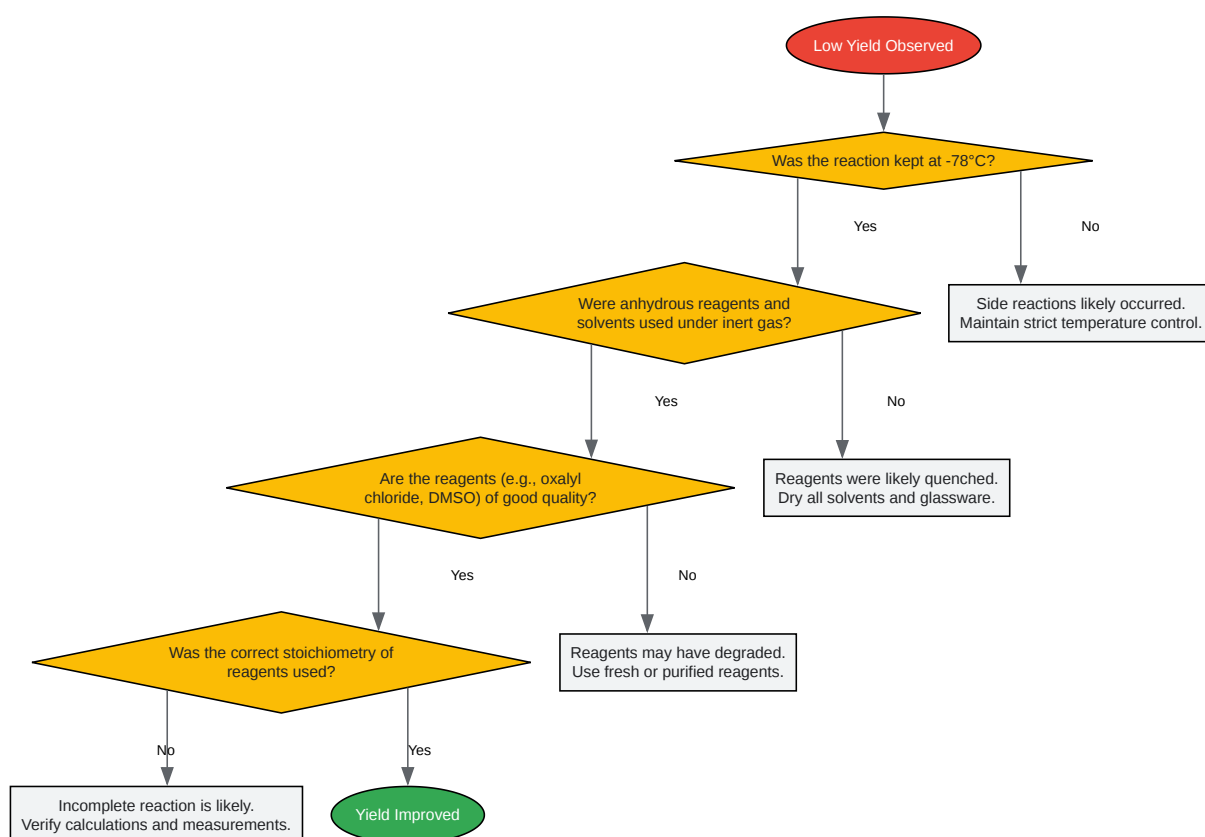 Low Yield Observed
Was the reaction kept at -78°C?
Yes
No
Were anhydrous reagents and
solvents used under inert gas?
Side reactions likely occurred.
Maintain strict temperature control.
Yes
No
Are the reagents (e.g., oxalyl
chloride, DMSO) of good quality?
Reagents were likely quenched.
Dry all solvents and glassware.
Yes
No
Was the correct stoichiometry of
reagents used?
Reagents may have degraded.
Use fresh or purified reagents.
No
Yes
Incomplete reaction is likely.
Verify calculations and measurements.
Yield Improved